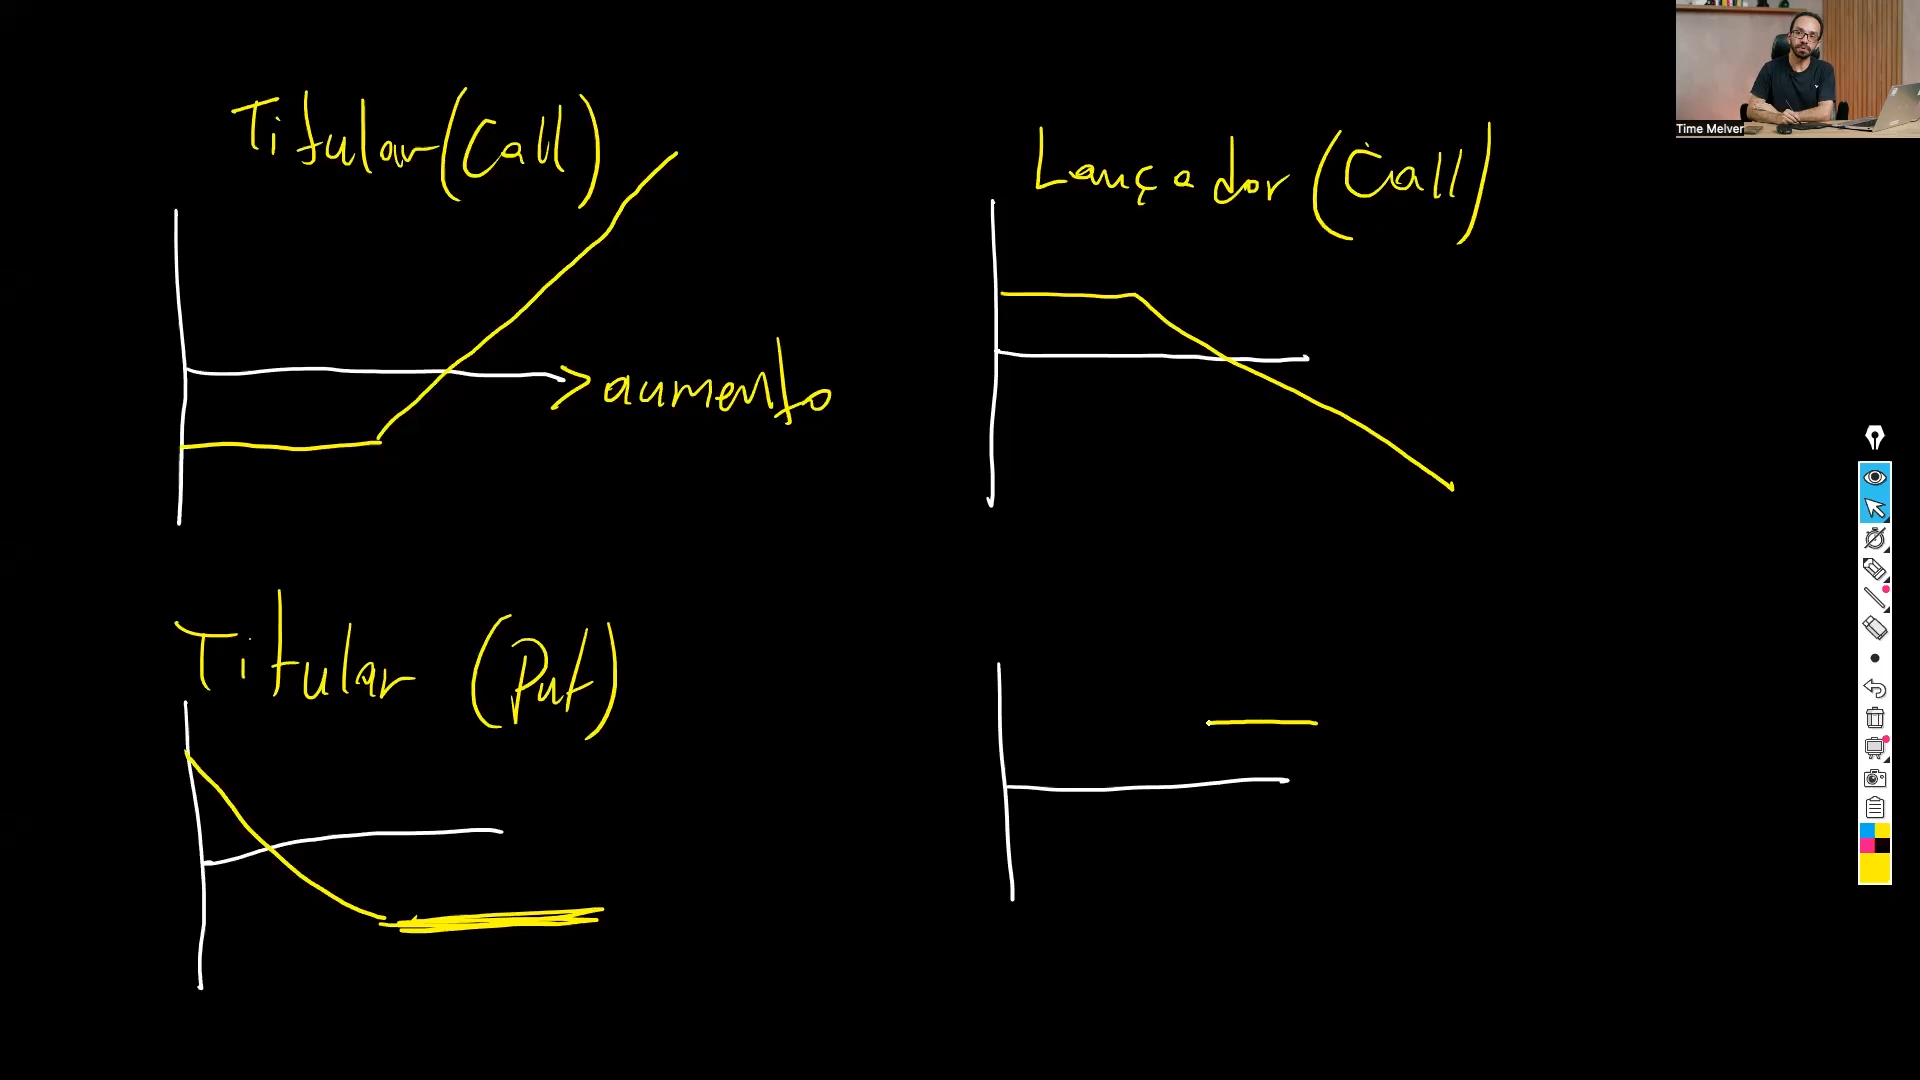 Titular (Call)
Lançador (Call)
aumento
Titular (Put)
Time Melver